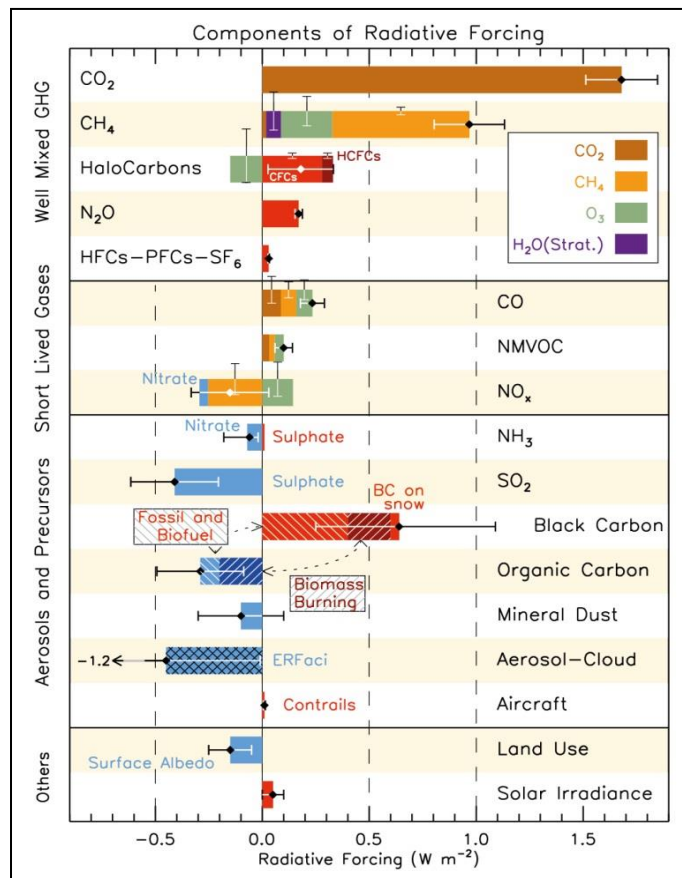 Components of Radiative Forcing
Well Mixed GHG
CO₂
CH₄
HaloCarbons
CFCs
HCFCs
N₂O
HFCs–PFCs–SF₆
CO₂
CH₄
O₃
H₂O(Strat.)
Short Lived Gases
CO
NMVOC
Nitrate
NOₓ
Aerosols and Precursors
Nitrate
Sulphate
NH₃
Sulphate
SO₂
BC on
snow
Black Carbon
Fossil and
Biofuel
Organic Carbon
Biomass
Burning
Mineral Dust
−1.2
ERFaci
Aerosol–Cloud
Contrails
Aircraft
Others
Surface Albedo
Land Use
Solar Irradiance
−0.5 0.0 0.5 1.0 1.5
Radiative Forcing (W m⁻²)